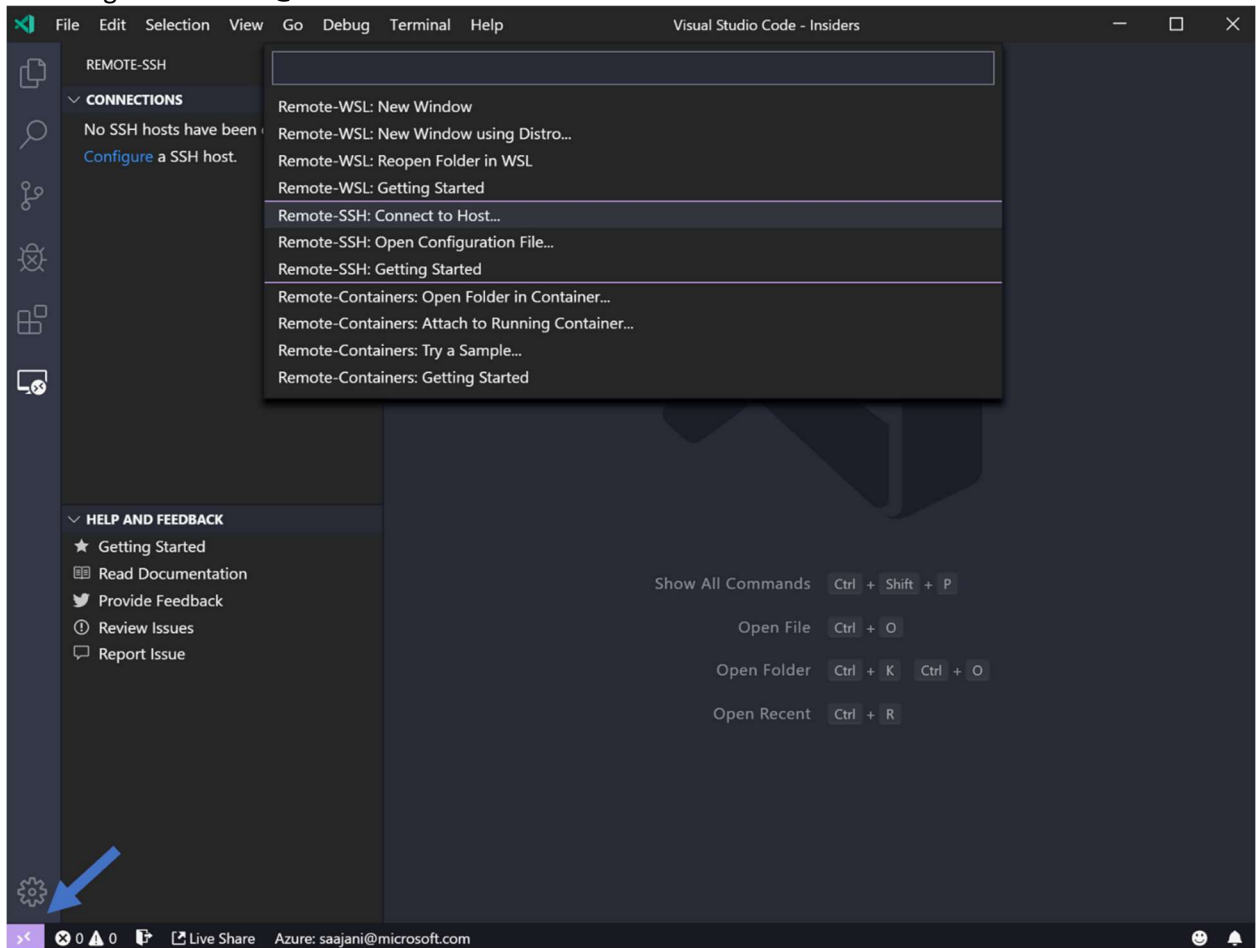 File Edit Selection View Go Debug Terminal Help Visual Studio Code - Insiders
REMOTE-SSH
CONNECTIONS
No SSH hosts have been
Configure a SSH host.
Remote-WSL: New Window
Remote-WSL: New Window using Distro...
Remote-WSL: Reopen Folder in WSL
Remote-WSL: Getting Started
Remote-SSH: Connect to Host...
Remote-SSH: Open Configuration File...
Remote-SSH: Getting Started
Remote-Containers: Open Folder in Container...
Remote-Containers: Attach to Running Container...
Remote-Containers: Try a Sample...
Remote-Containers: Getting Started
HELP AND FEEDBACK
Getting Started
Read Documentation
Provide Feedback
Review Issues
Report Issue
Show All Commands Ctrl + Shift + P
Open File Ctrl + O
Open Folder Ctrl + K Ctrl + O
Open Recent Ctrl + R
0 0 Live Share Azure: saajani@microsoft.com